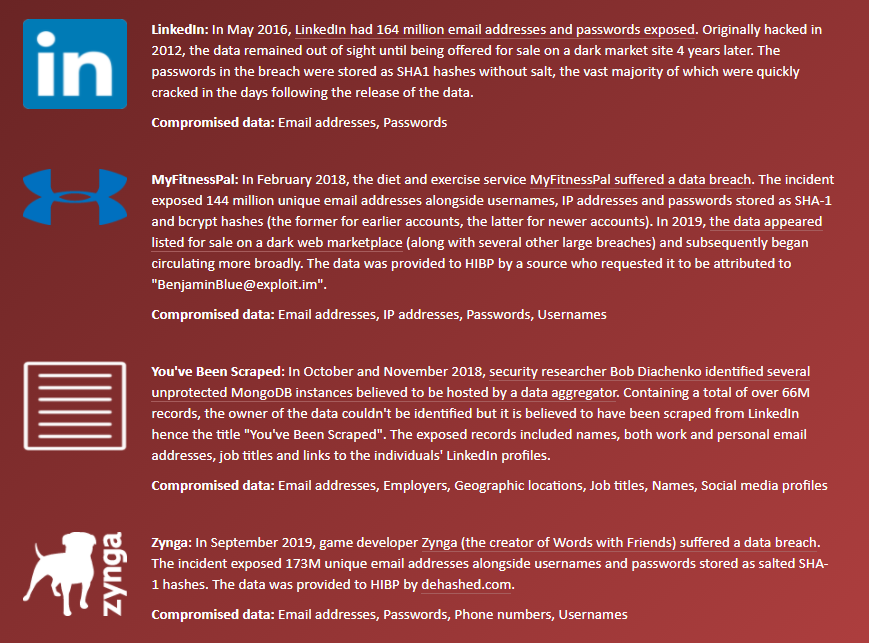 in
LinkedIn: In May 2016, LinkedIn had 164 million email addresses and passwords exposed. Originally hacked in
2012, the data remained out of sight until being offered for sale on a dark market site 4 years later. The
passwords in the breach were stored as SHA1 hashes without salt, the vast majority of which were quickly
cracked in the days following the release of the data.
Compromised data: Email addresses, Passwords
MyFitnessPal: In February 2018, the diet and exercise service MyFitnessPal suffered a data breach. The incident
exposed 144 million unique email addresses alongside usernames, IP addresses and passwords stored as SHA-1
and bcrypt hashes (the former for earlier accounts, the latter for newer accounts). In 2019, the data appeared
listed for sale on a dark web marketplace (along with several other large breaches) and subsequently began
circulating more broadly. The data was provided to HIBP by a source who requested it to be attributed to
"BenjaminBlue@exploit.im".
Compromised data: Email addresses, IP addresses, Passwords, Usernames
You've Been Scraped: In October and November 2018, security researcher Bob Diachenko identified several
unprotected MongoDB instances believed to be hosted by a data aggregator. Containing a total of over 66M
records, the owner of the data couldn't be identified but it is believed to have been scraped from LinkedIn
hence the title "You've Been Scraped". The exposed records included names, both work and personal email
addresses, job titles and links to the individuals' LinkedIn profiles.
Compromised data: Email addresses, Employers, Geographic locations, Job titles, Names, Social media profiles
zynga
Zynga: In September 2019, game developer Zynga (the creator of Words with Friends) suffered a data breach.
The incident exposed 173M unique email addresses alongside usernames and passwords stored as salted SHA-
1 hashes. The data was provided to HIBP by dehashed.com.
Compromised data: Email addresses, Passwords, Phone numbers, Usernames